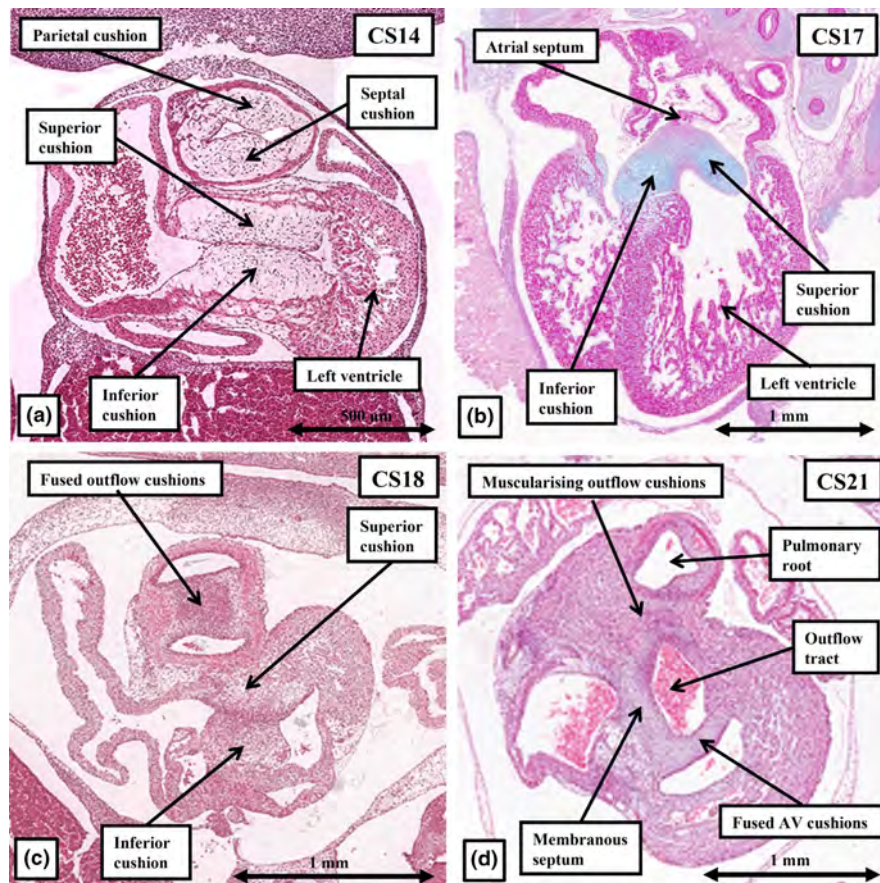 Parietal cushion
CS14
Septal
cushion
Superior
cushion
Inferior
cushion
Left ventricle
(a)
500 µm
Atrial septum
CS17
Superior
cushion
Inferior
cushion
Left ventricle
(b)
1 mm
Fused outflow cushions
CS18
Superior
cushion
Inferior
cushion
(c)
1 mm
Muscularising outflow cushions
CS21
Pulmonary
root
Outflow
tract
Membranous
septum
Fused AV cushions
(d)
1 mm